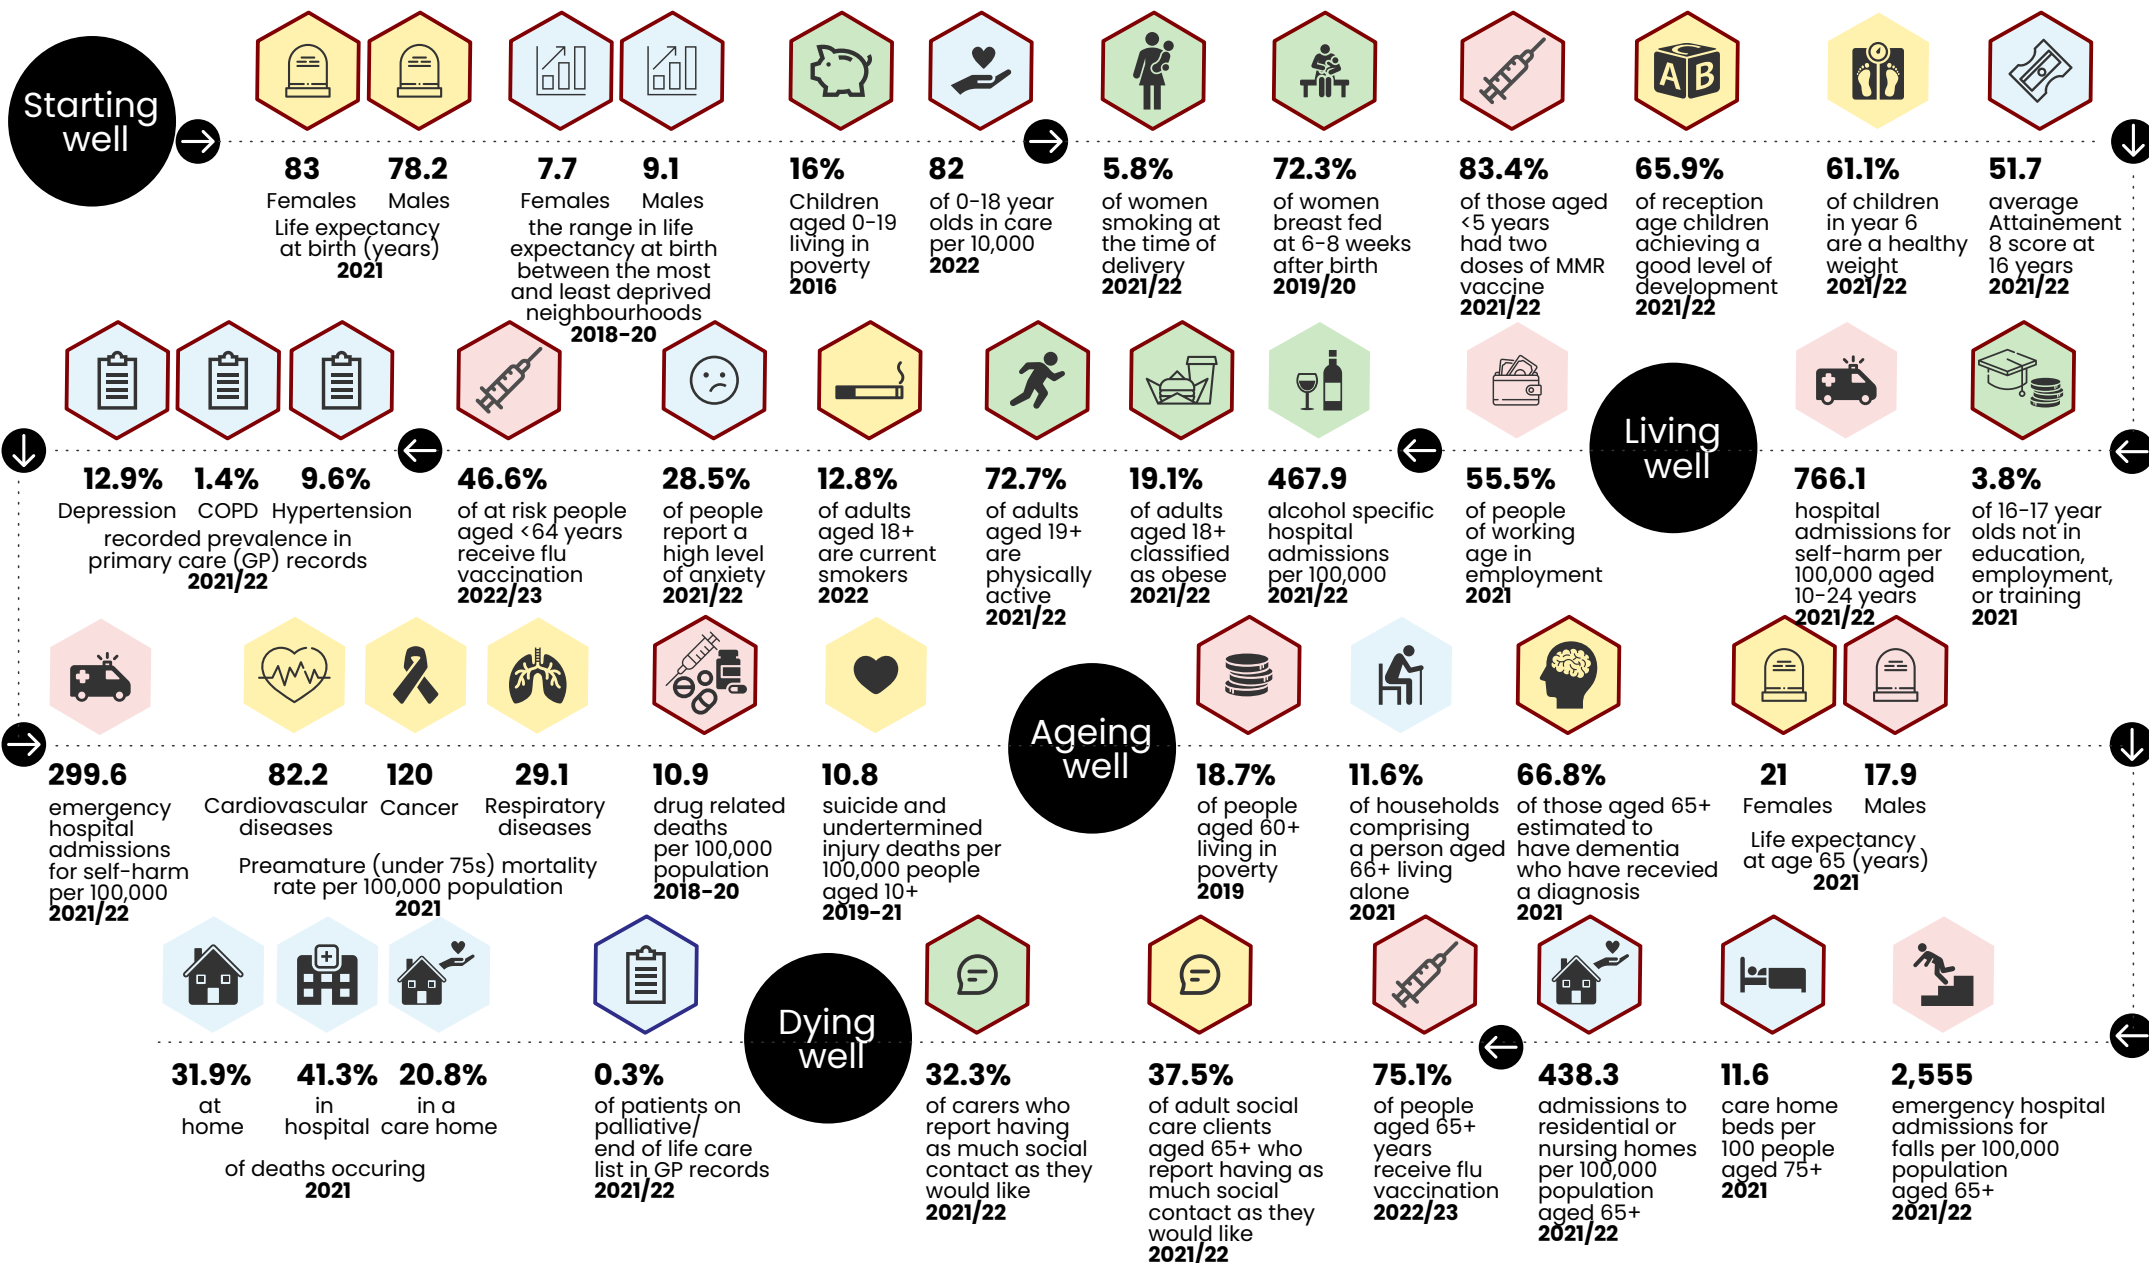 Starting
well
83
Females
78.2
Males
Life expectancy
at birth (years)
2021
7.7
Females
9.1
Males
the range in life
expectancy at birth
between the most
and least deprived
neighbourhoods
2018-20
16%
Children
aged 0-19
living in
poverty
2016
82
of 0-18 year
olds in care
per 10,000
2022
5.8%
of women
smoking at
the time of
delivery
2021/22
72.3%
of women
breast fed
at 6-8 weeks
after birth
2019/20
83.4%
of those aged
<5 years
had two
doses of MMR
vaccine
2021/22
A B C
65.9%
of reception
age children
achieving a
good level of
development
2021/22
61.1%
of children
in year 6
are a healthy
weight
2021/22
51.7
average
Attainement
8 score at
16 years
2021/22
3.8%
of 16-17 year
olds not in
education,
employment,
or training
2021
766.1
hospital
admissions for
self-harm per
100,000 aged
10-24 years
2021/22
Living
well
55.5%
of people
of working
age in
employment
2021
467.9
alcohol specific
hospital
admissions
per 100,000
2021/22
19.1%
of adults
aged 18+
classified
as obese
2021/22
72.7%
of adults
aged 19+
are
physically
active
2021/22
12.8%
of adults
aged 18+
are current
smokers
2022
28.5%
of people
report a
high level
of anxiety
2021/22
46.6%
of at risk people
aged <64 years
receive flu
vaccination
2022/23
12.9%
Depression
1.4%
COPD
9.6%
Hypertension
recorded prevalence in
primary care (GP) records
2021/22
299.6
emergency
hospital
admissions
for self-harm
per 100,000
2021/22
82.2
Cardiovascular
diseases
120
Cancer
29.1
Respiratory
diseases
Preamature (under 75s) mortality
rate per 100,000 population
2021
10.9
drug related
deaths
per 100,000
population
2018-20
10.8
suicide and
undertermined
injury deaths per
100,000 people
aged 10+
2019-21
Ageing
well
18.7%
of people
aged 60+
living in
poverty
2019
11.6%
of households
comprising
a person aged
66+ living
alone
2021
66.8%
of those aged 65+
estimated to
have dementia
who have recevied
a diagnosis
2021
21
Females
17.9
Males
Life expectancy
at age 65 (years)
2021
2,555
emergency hospital
admissions for
falls per 100,000
population
aged 65+
2021/22
11.6
care home
beds per
100 people
aged 75+
2021
438.3
admissions to
residential or
nursing homes
per 100,000
population
aged 65+
2021/22
75.1%
of people
aged 65+
years
receive flu
vaccination
2022/23
37.5%
of adult social
care clients
aged 65+ who
report having as
much social
contact as they
would like
2021/22
32.3%
of carers who
report having
as much social
contact as they
would like
2021/22
Dying
well
0.3%
of patients on
palliative/
end of life care
list in GP records
2021/22
31.9%
at
home
41.3%
in
hospital
20.8%
in a
care home
of deaths occuring
2021